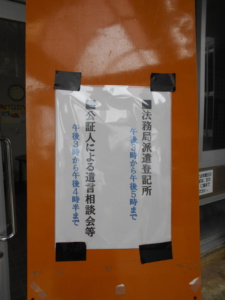 ■法務局派遣登記所
午後3時から午後5時まで
■公証人による遺言相談会等
午後3時から午後4時半まで